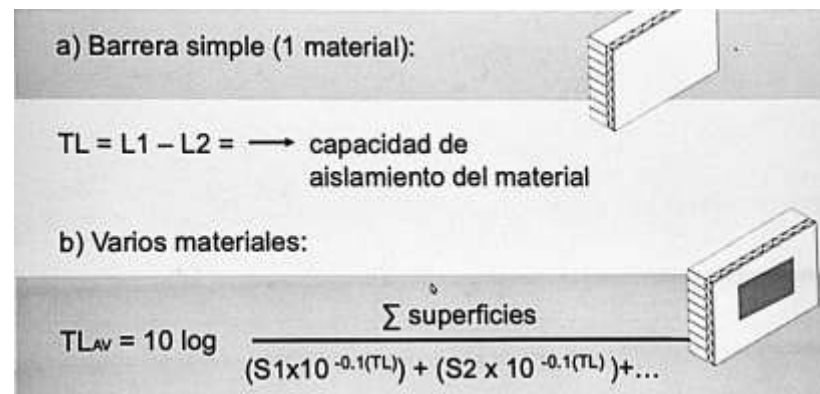 a) Barrera simple (1 material):
TL = L1 – L2 = ⟶ capacidad de
aislamiento del material
b) Varios materiales:
TLAV = 10 log ∑ superficies
(S1x10 -0.1(TL)) + (S2 x 10 -0.1(TL) )+...